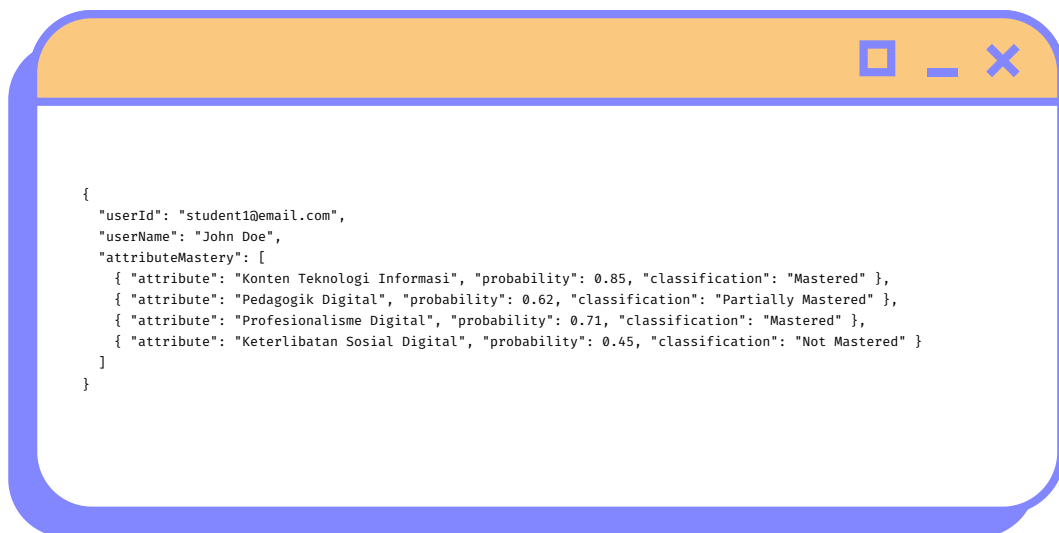 {
  "userId": "student1@email.com",
  "userName": "John Doe",
  "attributeMastery": [
    { "attribute": "Konten Teknologi Informasi", "probability": 0.85, "classification": "Mastered" },
    { "attribute": "Pedagogik Digital", "probability": 0.62, "classification": "Partially Mastered" },
    { "attribute": "Profesionalisme Digital", "probability": 0.71, "classification": "Mastered" },
    { "attribute": "Keterlibatan Sosial Digital", "probability": 0.45, "classification": "Not Mastered" }
  ]
}